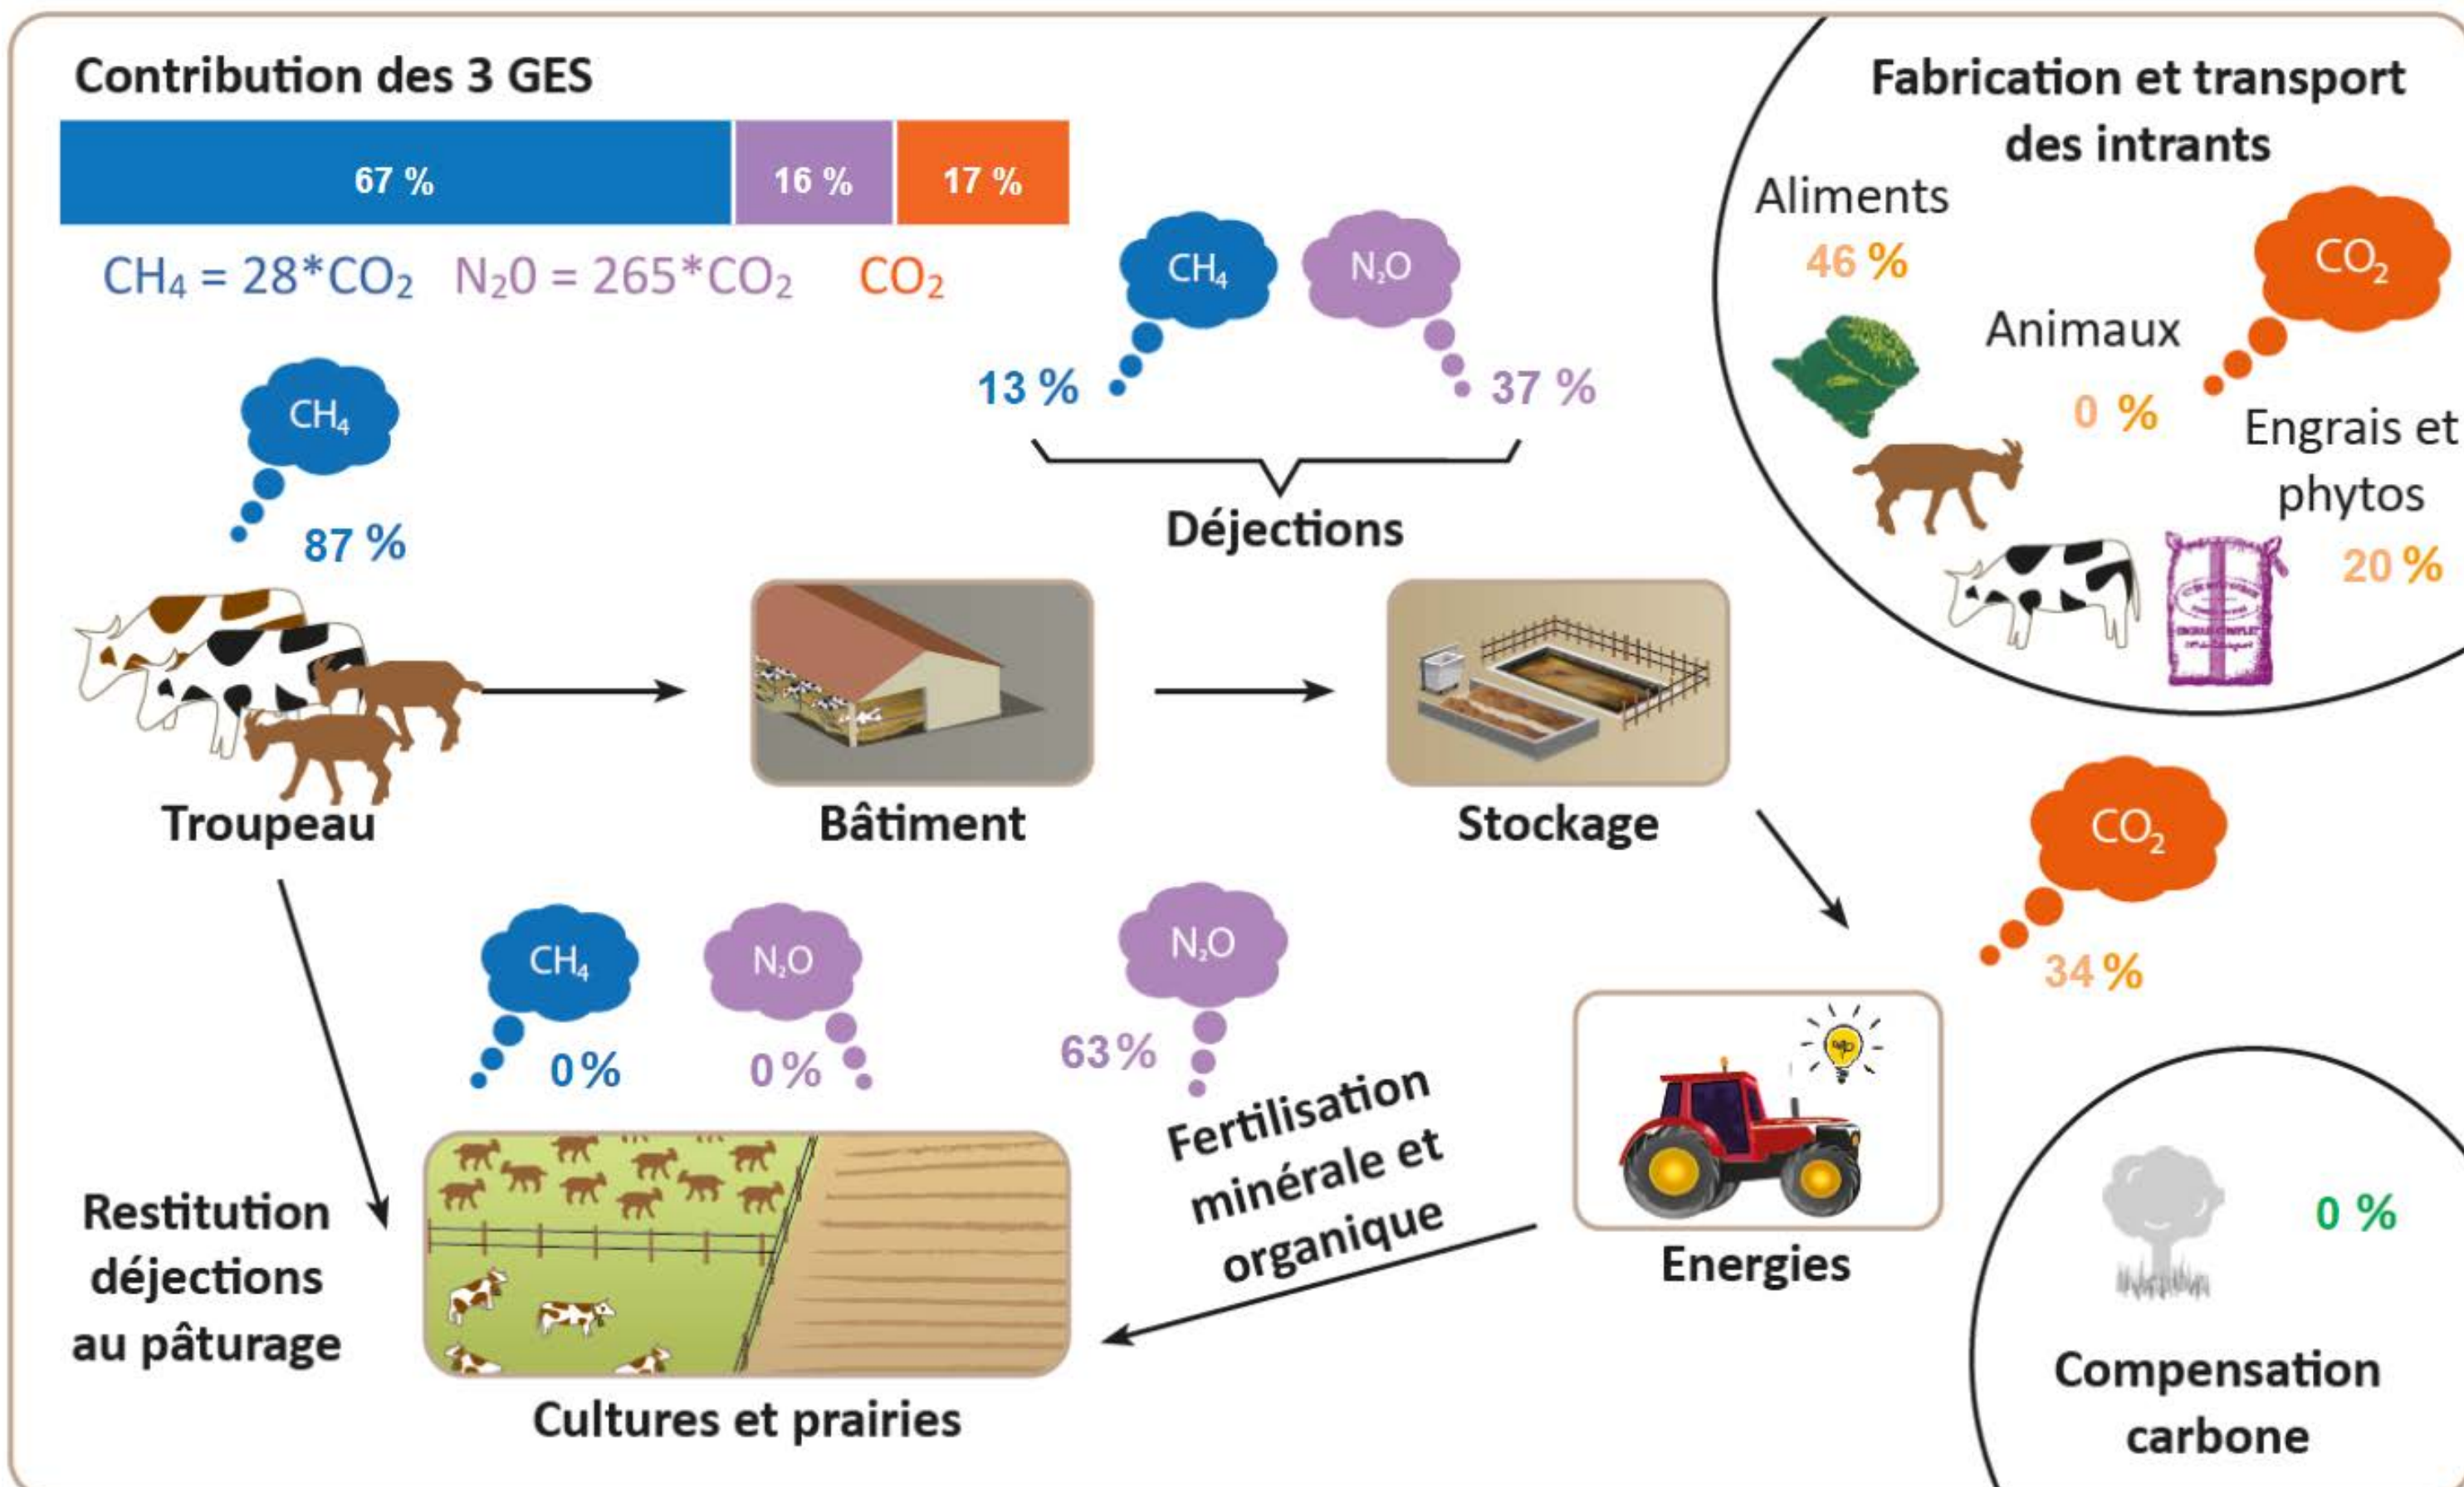 Contribution des 3 GES
67 %
16 %
17 %
CH₄ = 28*CO₂
N₂0 = 265*CO₂
CO₂
Fabrication et transport
des intrants
Aliments
46 %
CO₂
Animaux
0 %
Engrais et
phytos
20 %
CH₄
N₂O
13 %
37 %
Déjections
CH₄
87 %
Troupeau
Bâtiment
Stockage
CO₂
34 %
CH₄
N₂O
N₂O
0 %
0 %
63 %
Fertilisation
minérale et
organique
Restitution
déjections
au pâturage
Cultures et prairies
Energies
0 %
Compensation
carbone